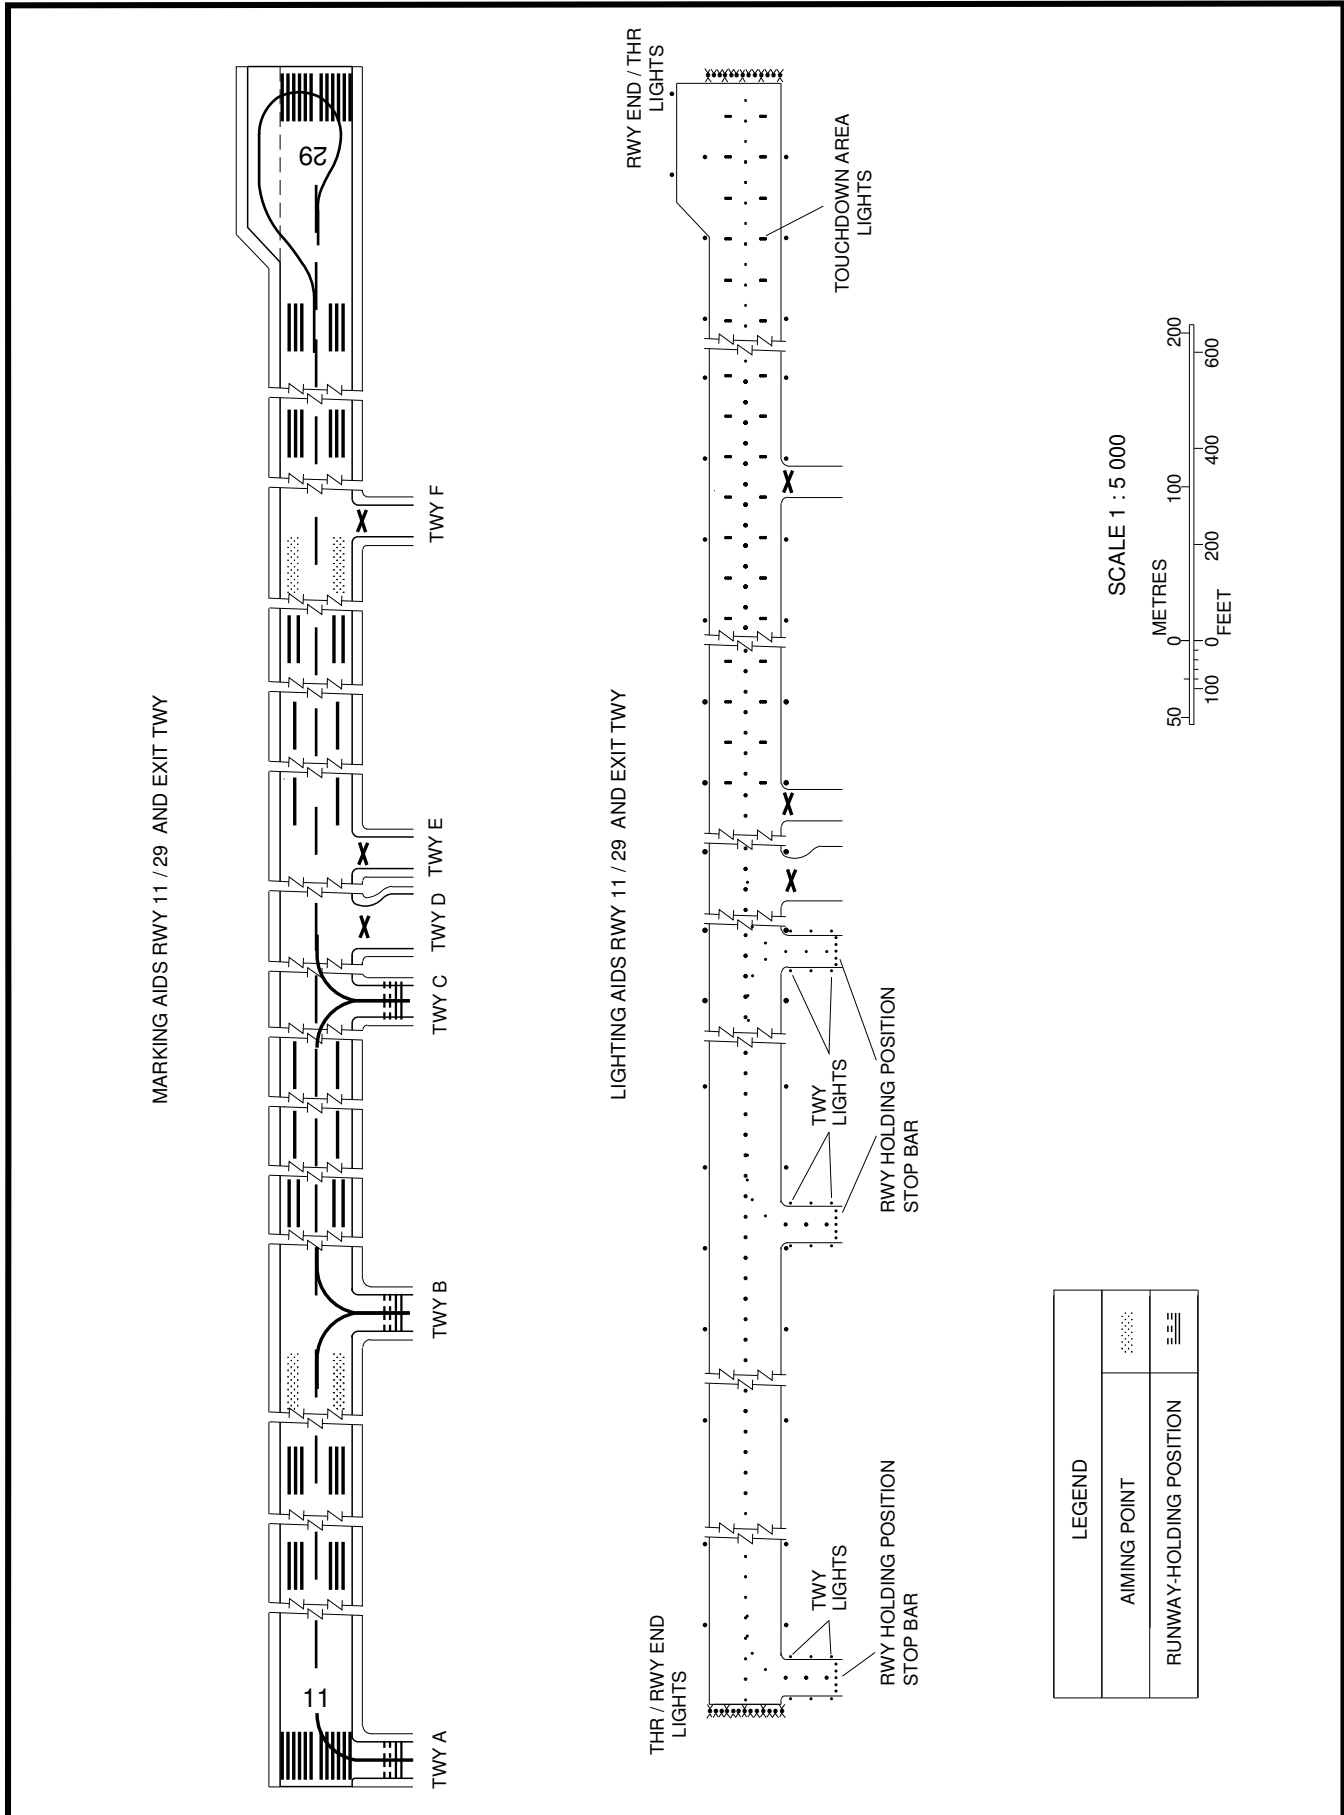 MARKING AIDS RWY 11 / 29 AND EXIT TWY
11
29
TWY A
TWY B
TWY C
TWY D
TWY E
TWY F
LIGHTING AIDS RWY 11 / 29 AND EXIT TWY
THR / RWY END
LIGHTS
RWY END / THR
LIGHTS
TWY
LIGHTS
RWY HOLDING POSITION
STOP BAR
TWY
LIGHTS
RWY HOLDING POSITION
STOP BAR
TOUCHDOWN AREA
LIGHTS
LEGEND
AIMING POINT
RUNWAY-HOLDING POSITION
SCALE 1 : 5 000
METRES
50 0 100 200
100 0 200 400 600
FEET